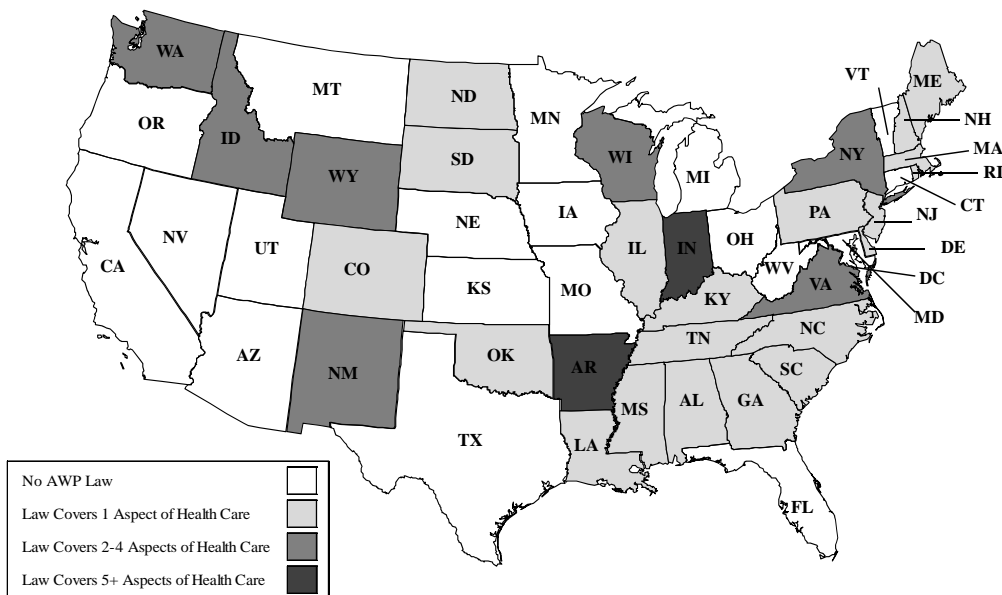 WA
MT
ND
MN
VT
ME
OR
ID
SD
WI
NY
NH
MA
RI
WY
MI
CT
NE
IA
PA
NJ
NV
UT
IL
IN
OH
DE
CA
CO
KS
MO
WV
VA
DC
KY
MD
AZ
NM
OK
AR
TN
NC
SC
MS
AL
GA
TX
LA
FL
No AWP Law
Law Covers 1 Aspect of Health Care
Law Covers 2-4 Aspects of Health Care
Law Covers 5+ Aspects of Health Care